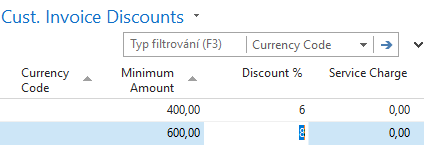 Cust. Invoice Discounts
Typ filtrování (F3) Currency Code
Currency Code Minimum Amount Discount % Service Charge
400,00 6 0,00
600,00 8 0,00